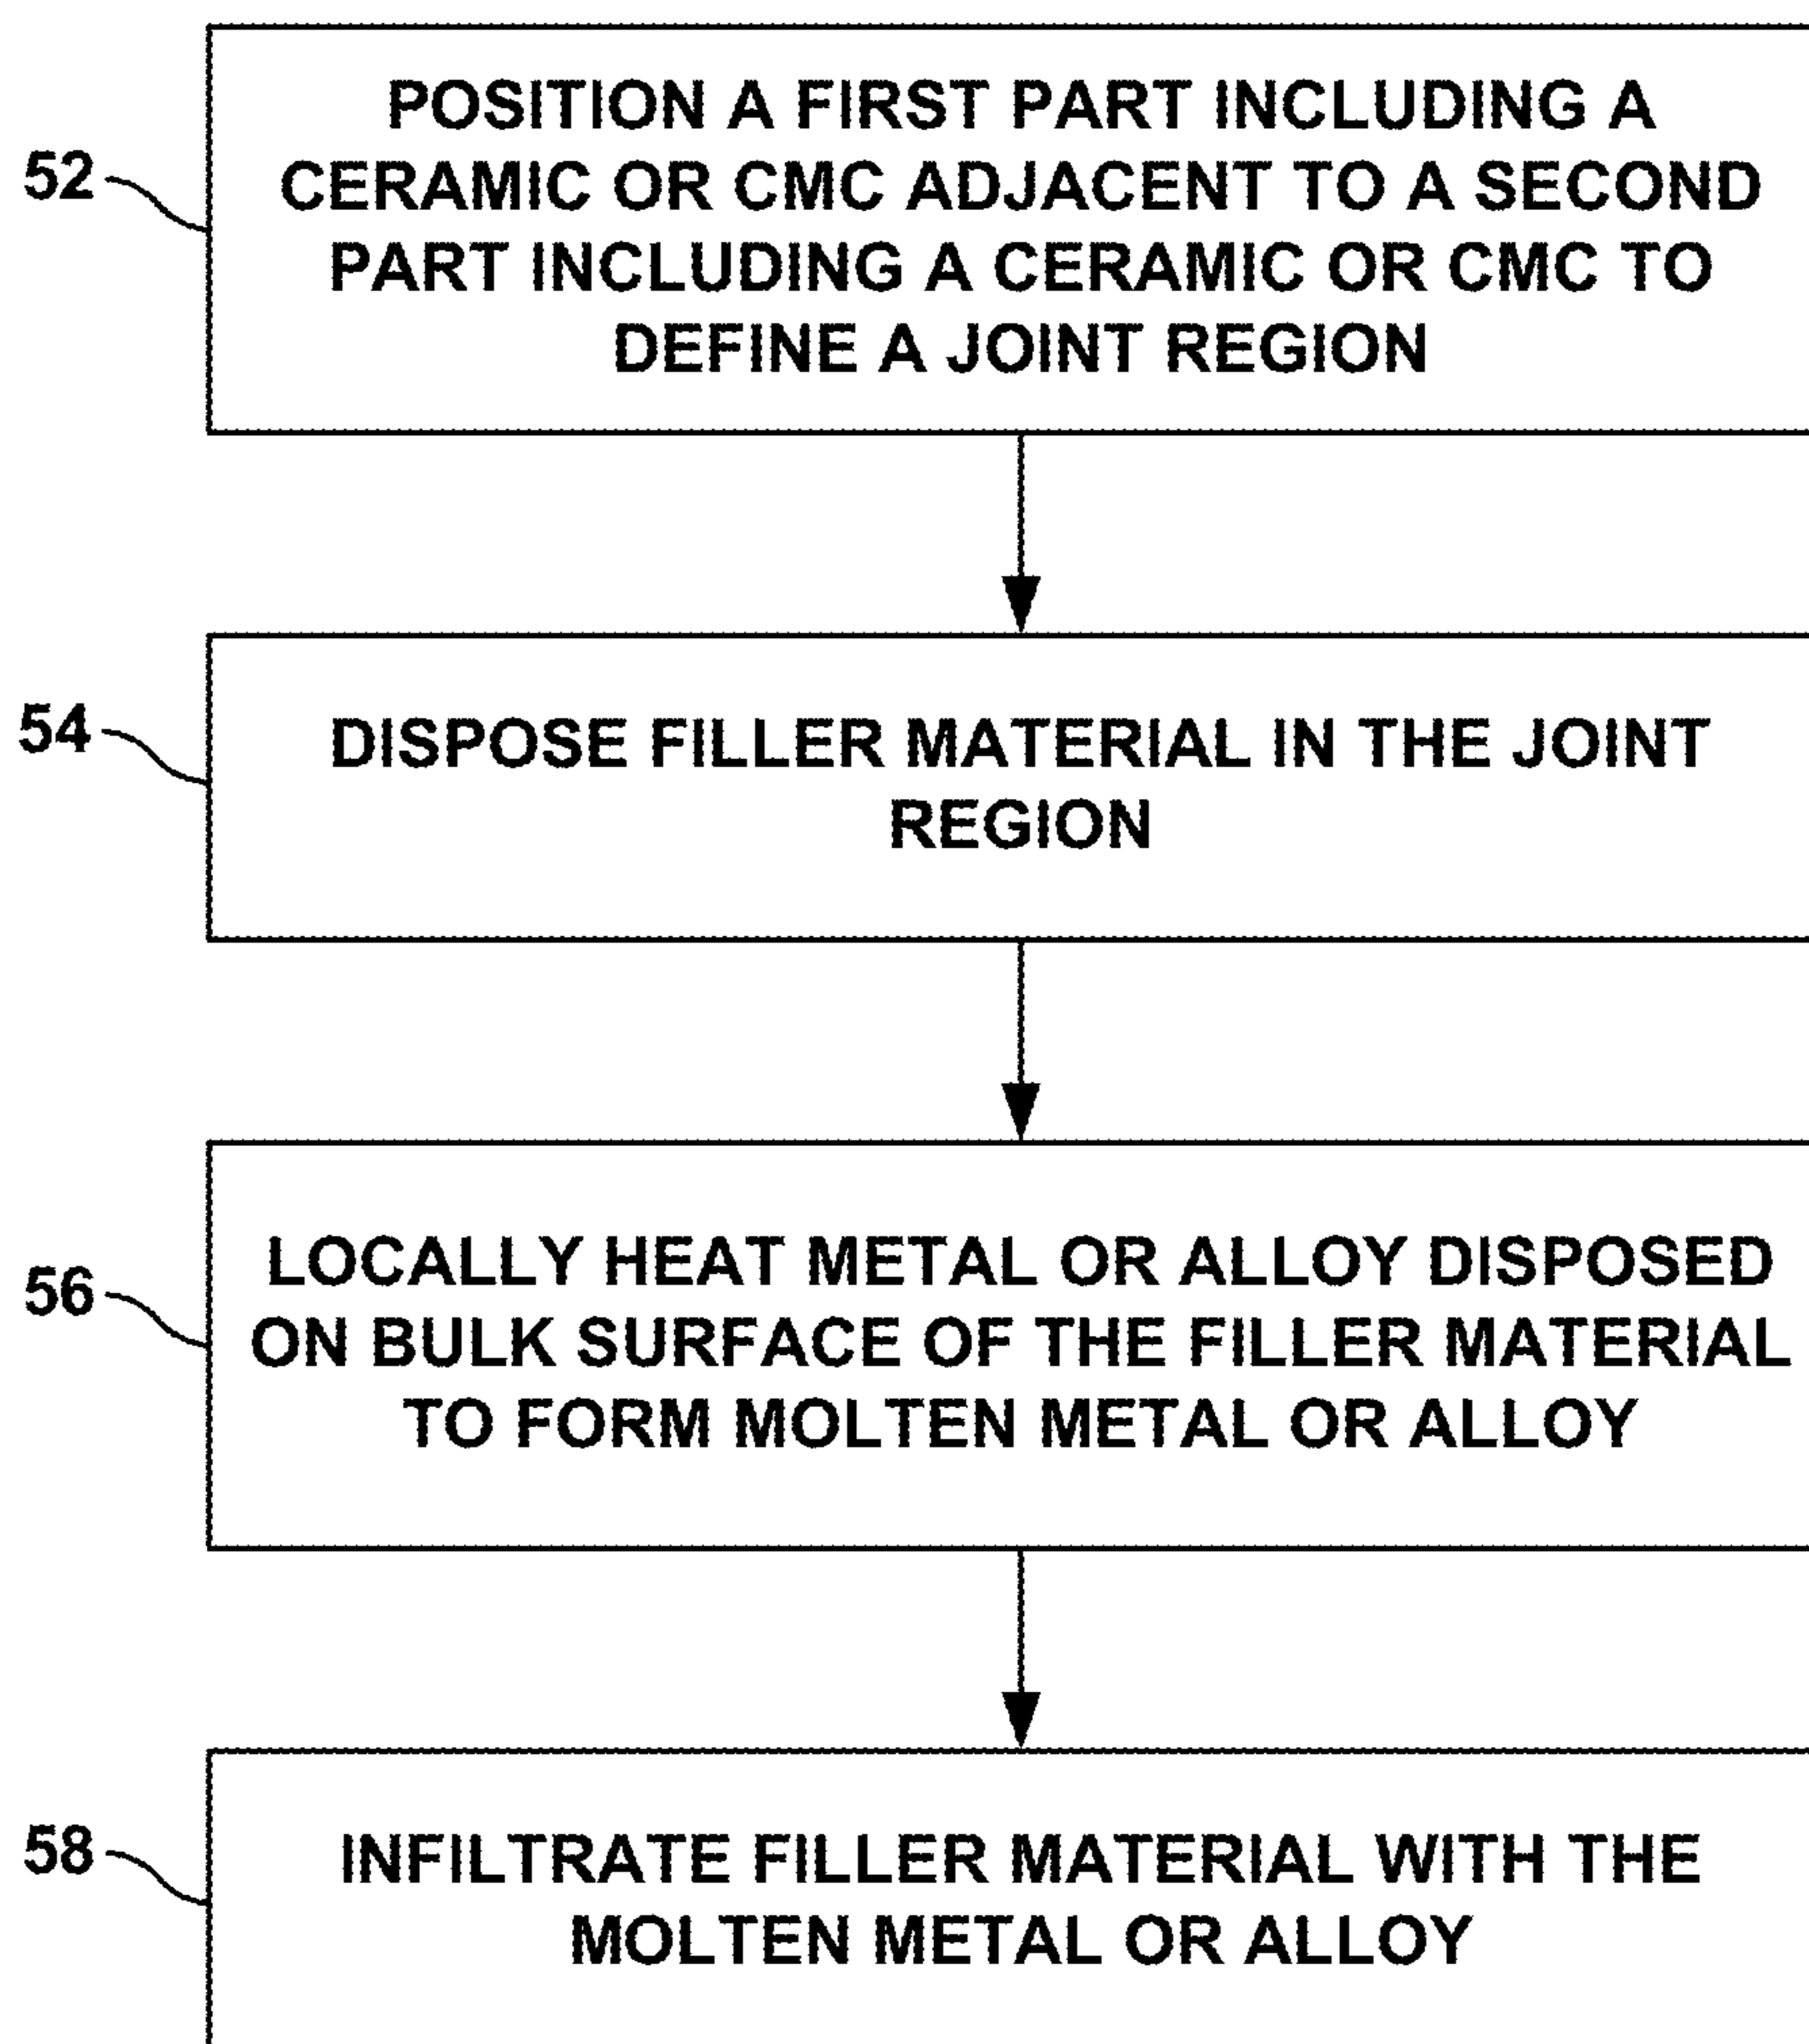 POSITION A FIRST PART INCLUDING A
52
CERAMIC OR CMC ADJACENT TO A SECOND
PART INCLUDING A CERAMIC OR CMC TO
DEFINE A JOINT REGION
54
DISPOSE FILLER MATERIAL IN THE JOINT
REGION
56
LOCALLY HEAT METAL OR ALLOY DISPOSED
ON BULK SURFACE OF THE FILLER MATERIAL
TO FORM MOLTEN METAL OR ALLOY
58
INFILTRATE FILLER MATERIAL WITH THE
MOLTEN METAL OR ALLOY